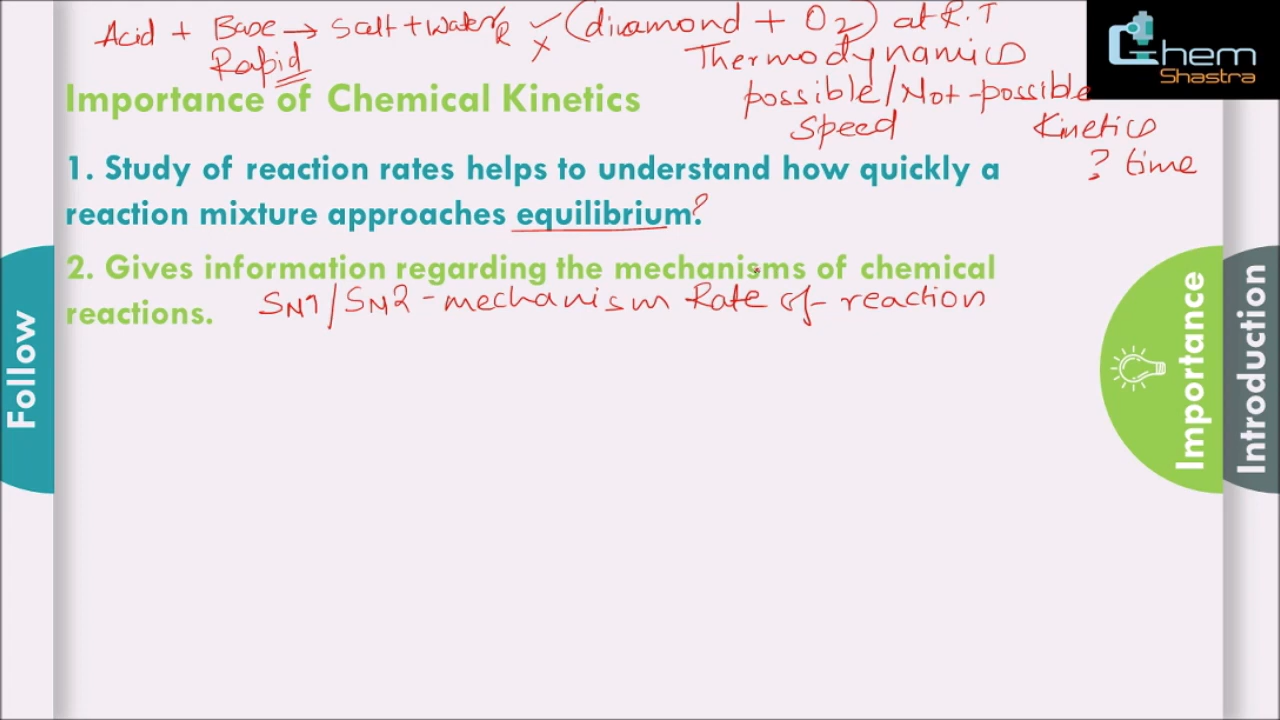 Acid + Base → Salt + water R ✓ (diamond + O2) at R.T
Rapid
X
Thermodynamics
Chem
Shastra
Importance of Chemical Kinetics
possible/Not-possible
Speed
Kinetics
? time
1. Study of reaction rates helps to understand how quickly a
reaction mixture approaches equilibrium.?
2. Gives information regarding the mechanisms of chemical
reactions.
SN1/SN2-mechanism Rate of reaction
Follow
Importance
Introduction